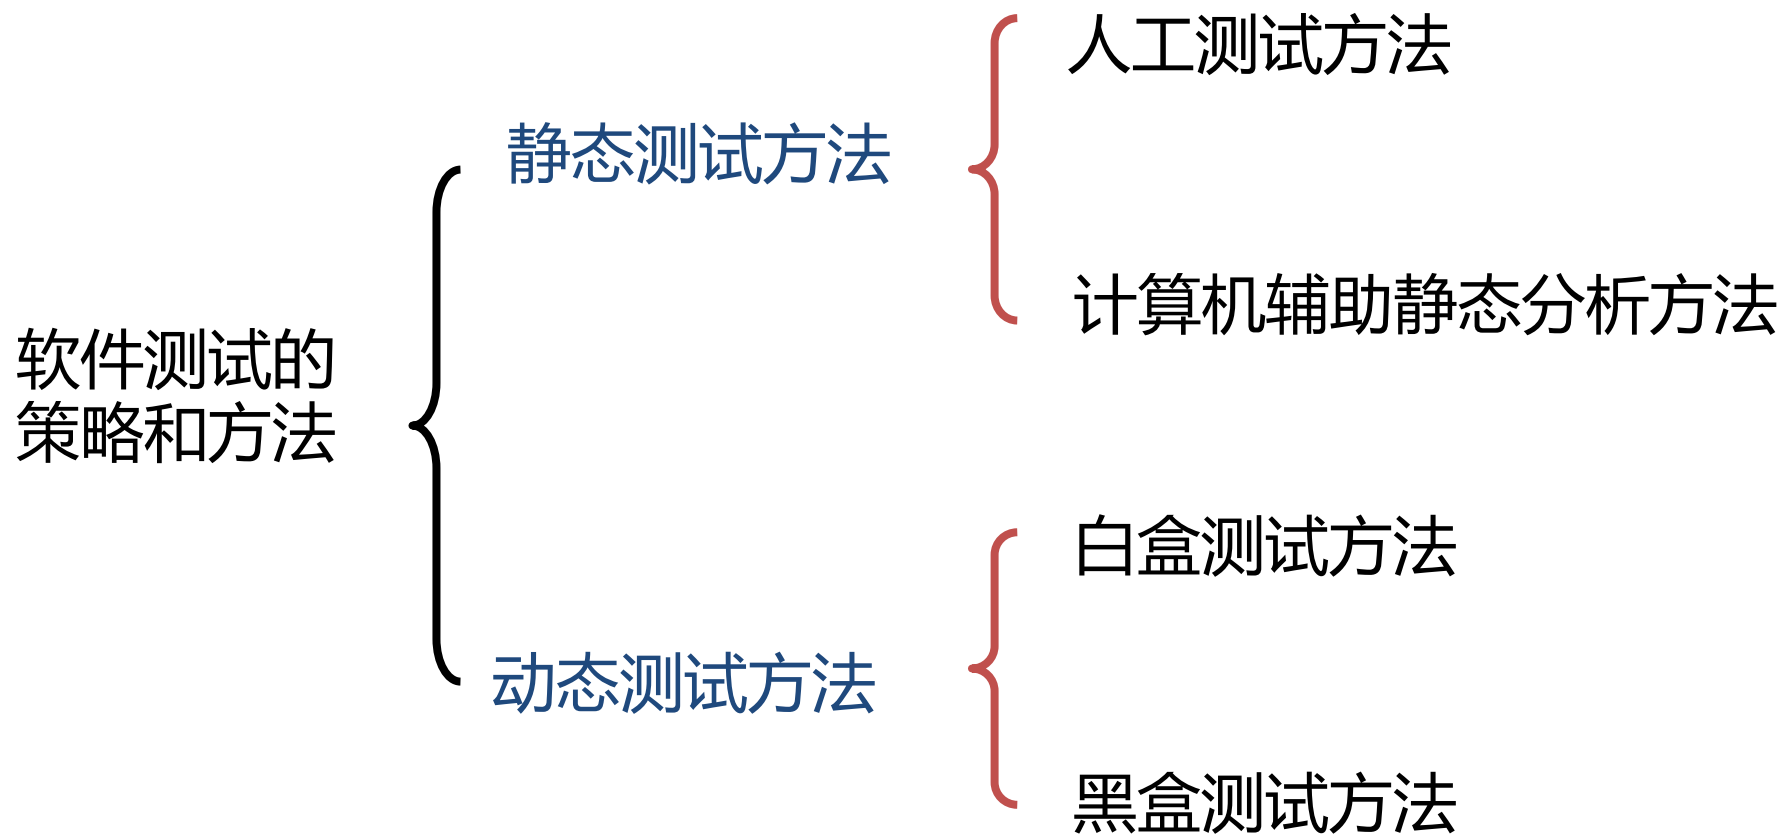 软件测试的
策略和方法
静态测试方法
人工测试方法
计算机辅助静态分析方法
动态测试方法
白盒测试方法
黑盒测试方法